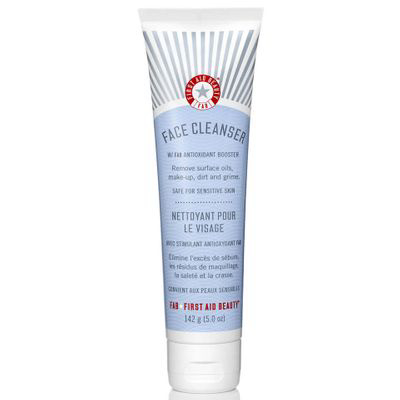 FIRST AID BEAUTY
FAB
FACE CLEANSER
W/ FAB ANTIOXIDANT BOOSTER
Remove surface oils,
make-up, dirt and grime.
SAFE FOR SENSITIVE SKIN
NETTOYANT POUR
LE VISAGE
AVEC STIMULANT ANTIOXYDANT FAB
Élimine l'excès de sébum,
les résidus de maquillage,
la saleté et la crasse.
CONVIENT AUX PEAUX SENSIBLES
FAB FIRST AID BEAUTY
142 g (5.0 oz)